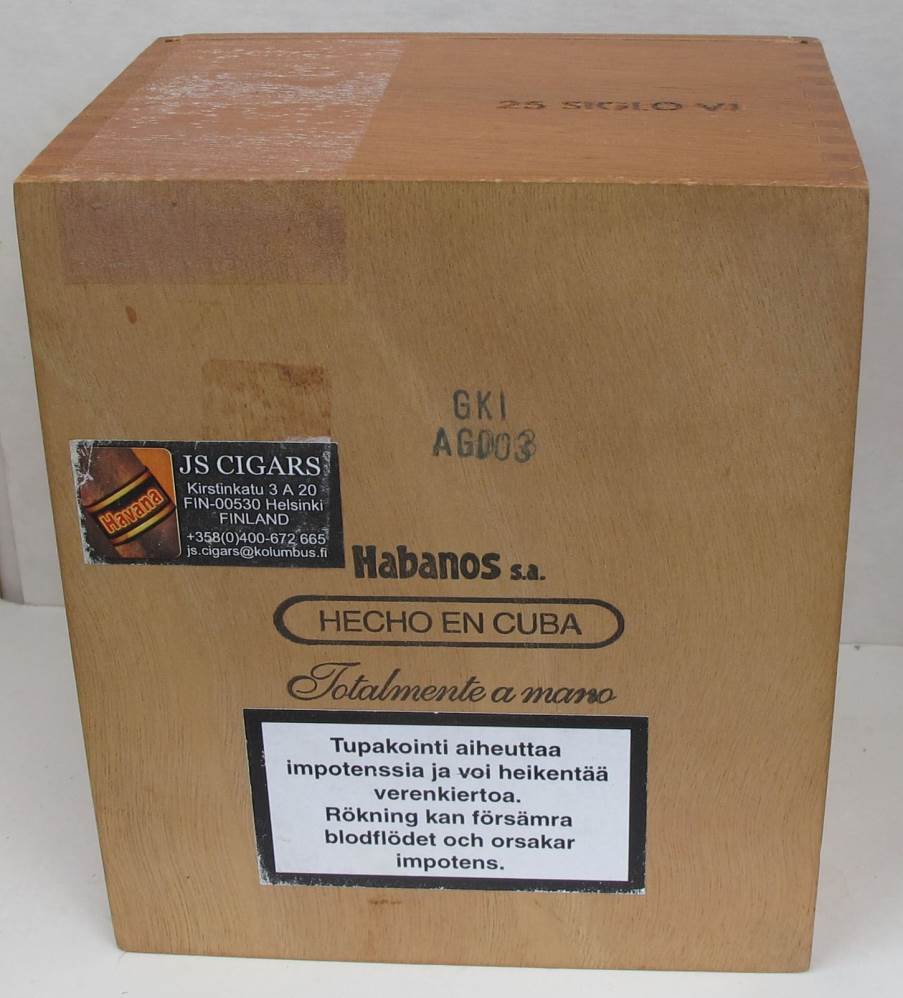 25 SIGLO VI
GKI
AGD03
JS CIGARS
Kirstinkatu 3 A 20
FIN-00530 Helsinki
FINLAND
+358(0)400-672 665
js.cigars@kolumbus.fi
Havana
Habanos s.a.
HECHO EN CUBA
Totalmente a mano
Tupakointi aiheuttaa
impotenssia ja voi heikentää
verenkiertoa.
Rökning kan försämra
blodflödet och orsakar
impotens.